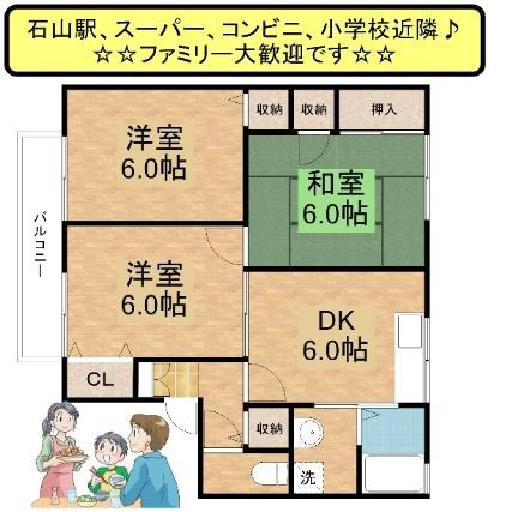 石山駅、スーパー、コンビニ、小学校近隣♪
☆☆ファミリー大歓迎です☆☆
収納
収納
押入
洋室
6.0帖
和室
6.0帖
バルコニー
洋室
6.0帖
DK
6.0帖
CL
収納
洗